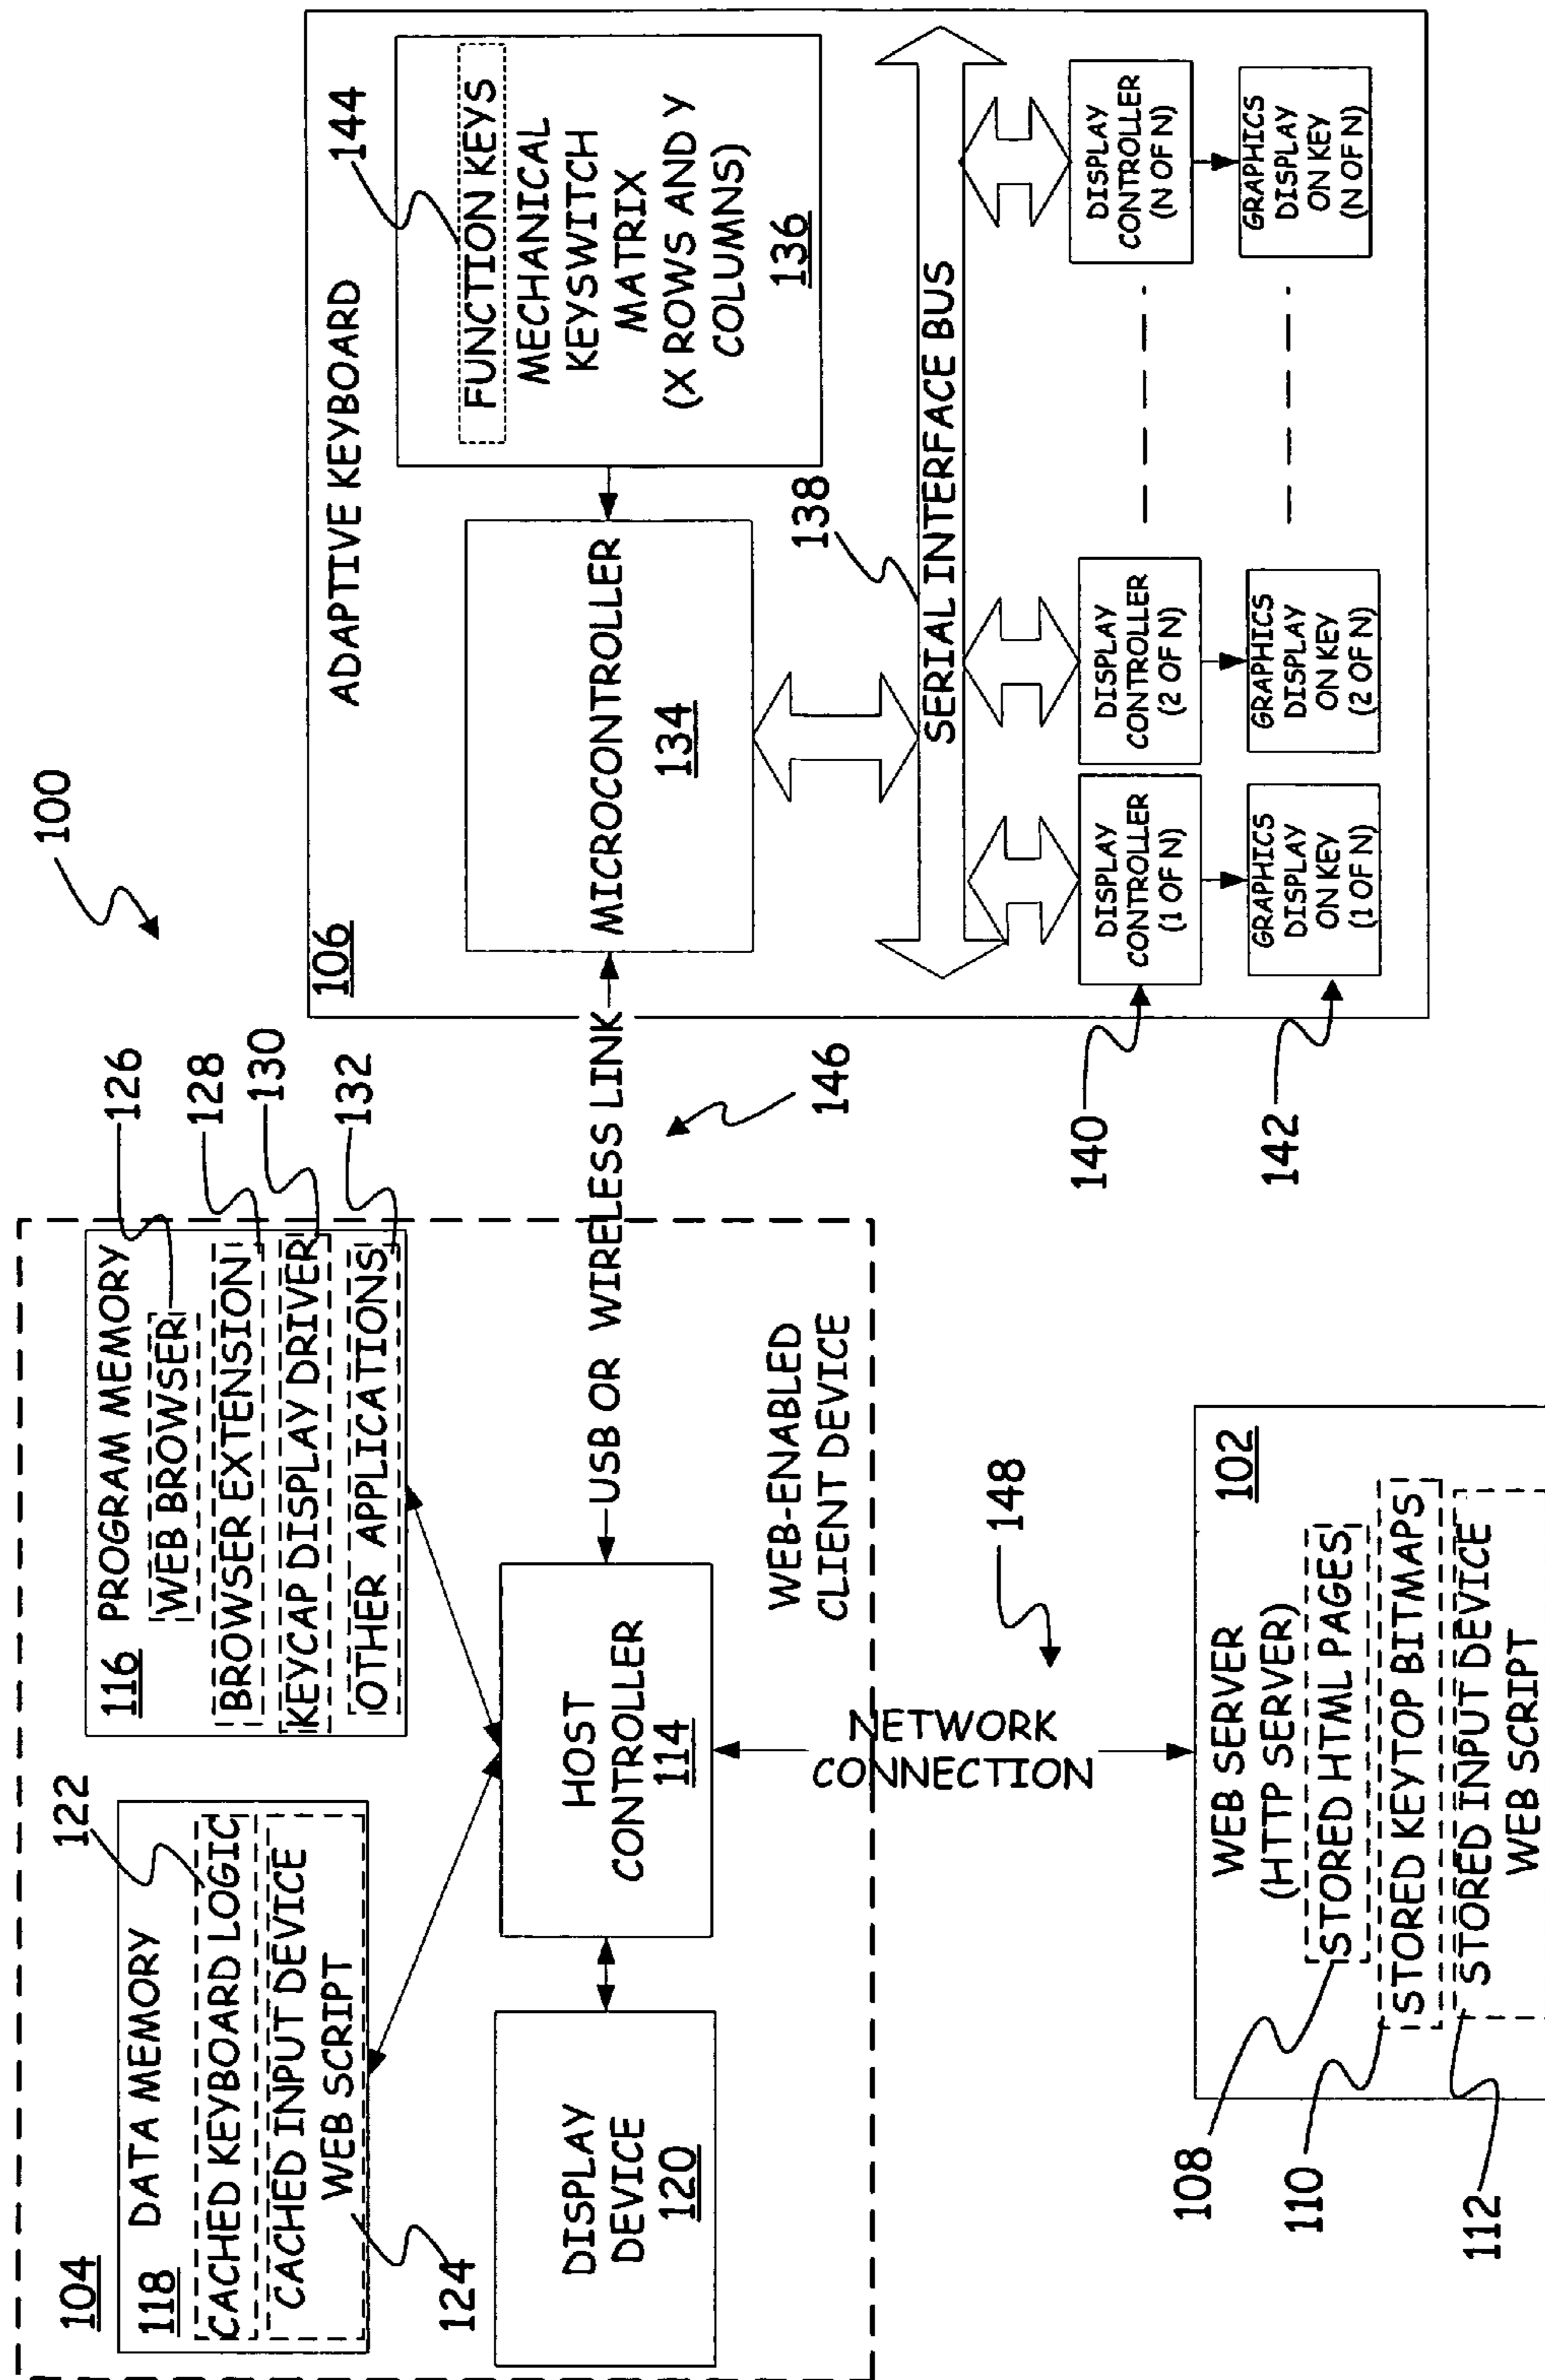 100
104
118 DATA MEMORY
122
CACHED KEYBOARD LOGIC
CACHED INPUT DEVICE
WEB SCRIPT
124
116 PROGRAM MEMORY
126
WEB BROWSER
128
BROWSER EXTENSION
130
KEYCAP DISPLAY DRIVER
132
OTHER APPLICATIONS
DISPLAY
DEVICE
120
HOST
CONTROLLER
114
USB OR WIRELESS LINK
146
WEB-ENABLED
CLIENT DEVICE
NETWORK
CONNECTION
148
WEB SERVER
(HTTP SERVER)
102
STORED HTML PAGES
108
STORED KEYTOP BITMAPS
110
STORED INPUT DEVICE
WEB SCRIPT
112
106
ADAPTIVE KEYBOARD
MICROCONTROLLER
134
144
FUNCTION KEYS
MECHANICAL
KEYSWITCH
MATRIX
(X ROWS AND Y
COLUMNS)
136
138
SERIAL INTERFACE BUS
140
DISPLAY
CONTROLLER
(1 OF N)
DISPLAY
CONTROLLER
(2 OF N)
DISPLAY
CONTROLLER
(N OF N)
142
GRAPHICS
DISPLAY
ON KEY
(1 OF N)
GRAPHICS
DISPLAY
ON KEY
(2 OF N)
GRAPHICS
DISPLAY
ON KEY
(N OF N)